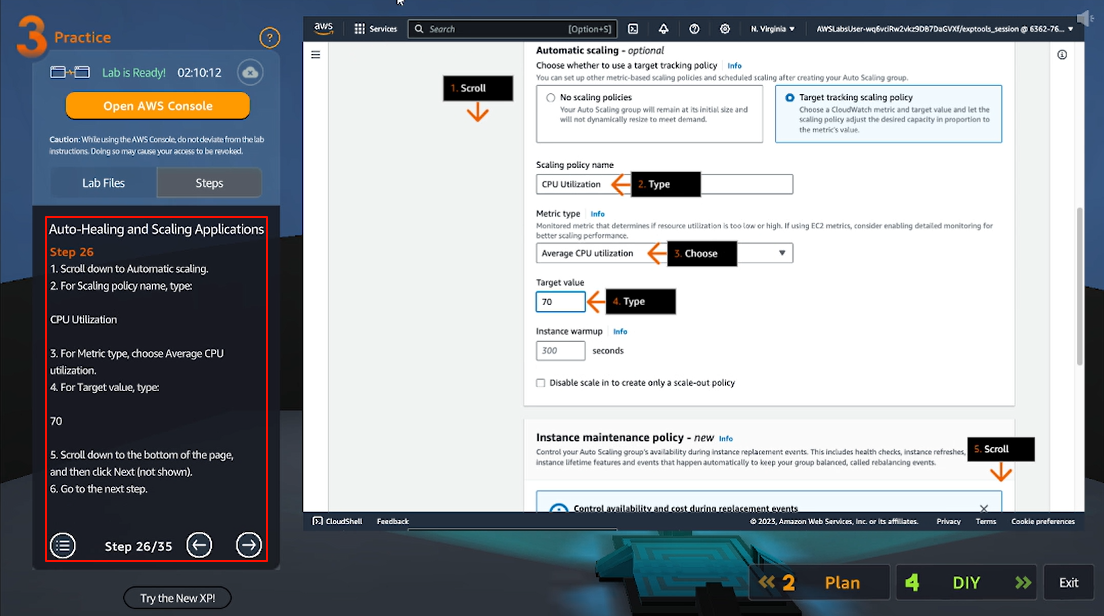 3 Practice
?
Lab is Ready! 02:10:12
Open AWS Console
Caution: While using the AWS Console, do not deviate from the lab
instructions. Doing so may cause your access to be revoked.
Lab Files
Steps
Auto-Healing and Scaling Applications
Step 26
1. Scroll down to Automatic scaling.
2. For Scaling policy name, type:
CPU Utilization
3. For Metric type, choose Average CPU
utilization.
4. For Target value, type:
70
5. Scroll down to the bottom of the page,
and then click Next (not shown).
6. Go to the next step.
Step 26/35
Try the New XP!
aws
Services
Search
[Option+S]
N. Virginia
AWSLabsUser-wq6vciRw2vkz9DB7DaGVXf/exptools_session @ 6362-76...
Automatic scaling - optional
Choose whether to use a target tracking policy Info
You can set up other metric-based scaling policies and scheduled scaling after creating your Auto Scaling group.
1. Scroll
No scaling policies
Your Auto Scaling group will remain at its initial size and
will not dynamically resize to meet demand.
Target tracking scaling policy
Choose a CloudWatch metric and target value and let the
scaling policy adjust the desired capacity in proportion to
the metric's value.
Scaling policy name
CPU Utilization
2. Type
Metric type Info
Monitored metric that determines if resource utilization is too low or high. If using EC2 metrics, consider enabling detailed monitoring for
better scaling performance.
Average CPU utilization
3. Choose
Target value
70
4. Type
Instance warmup Info
300 seconds
Disable scale in to create only a scale-out policy
Instance maintenance policy - new Info
Control your Auto Scaling group's availability during instance replacement events. This includes health checks, instance refreshes,
instance lifetime features and events that happen automatically to keep your group balanced, called rebalancing events.
5. Scroll
Control availability and cost during replacement events
CloudShell
Feedback
© 2023, Amazon Web Services, Inc. or its affiliates.
Privacy
Terms
Cookie preferences
2 Plan
4 DIY
Exit